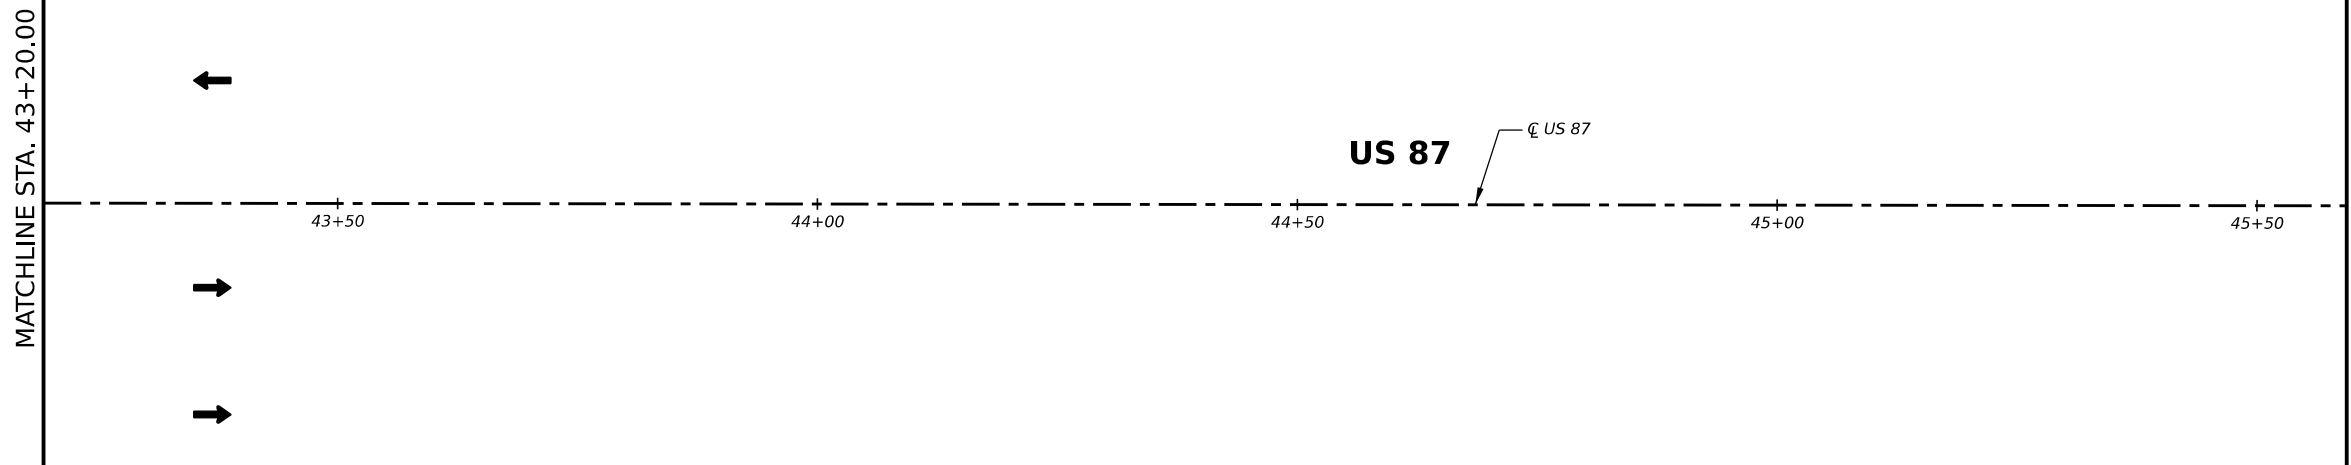 MATCHLINE STA. 43+20.00
℄ US 87
US 87
43+50
44+00
44+50
45+00
45+50